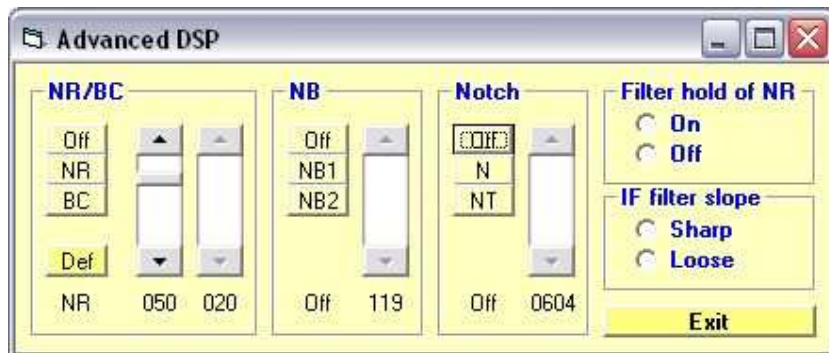 Advanced DSP
NR/BC
Off
NR
BC
Def
NR 050 020
NB
Off
NB1
NB2
Off 119
Notch
Off
N
NT
Off 0604
Filter hold of NR
On
Off
IF filter slope
Sharp
Loose
Exit